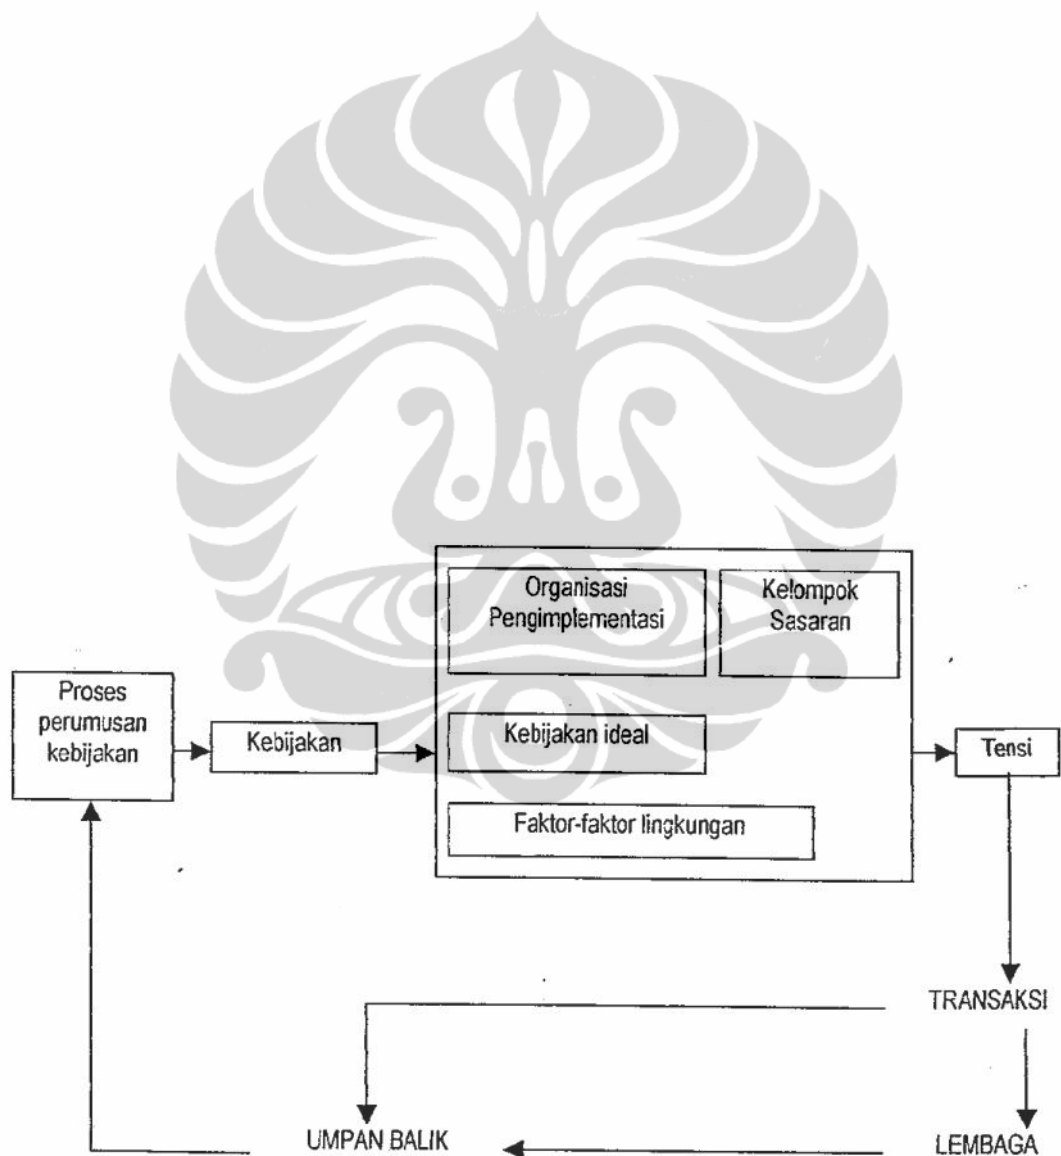 Organisasi
Pengimplementasi
Kelompok
Sasaran
Proses
perumusan
kebijakan
Kebijakan
Kebijakan ideal
Tensi
Faktor-faktor lingkungan
TRANSAKSI
UMPAN BALIK
LEMBAGA